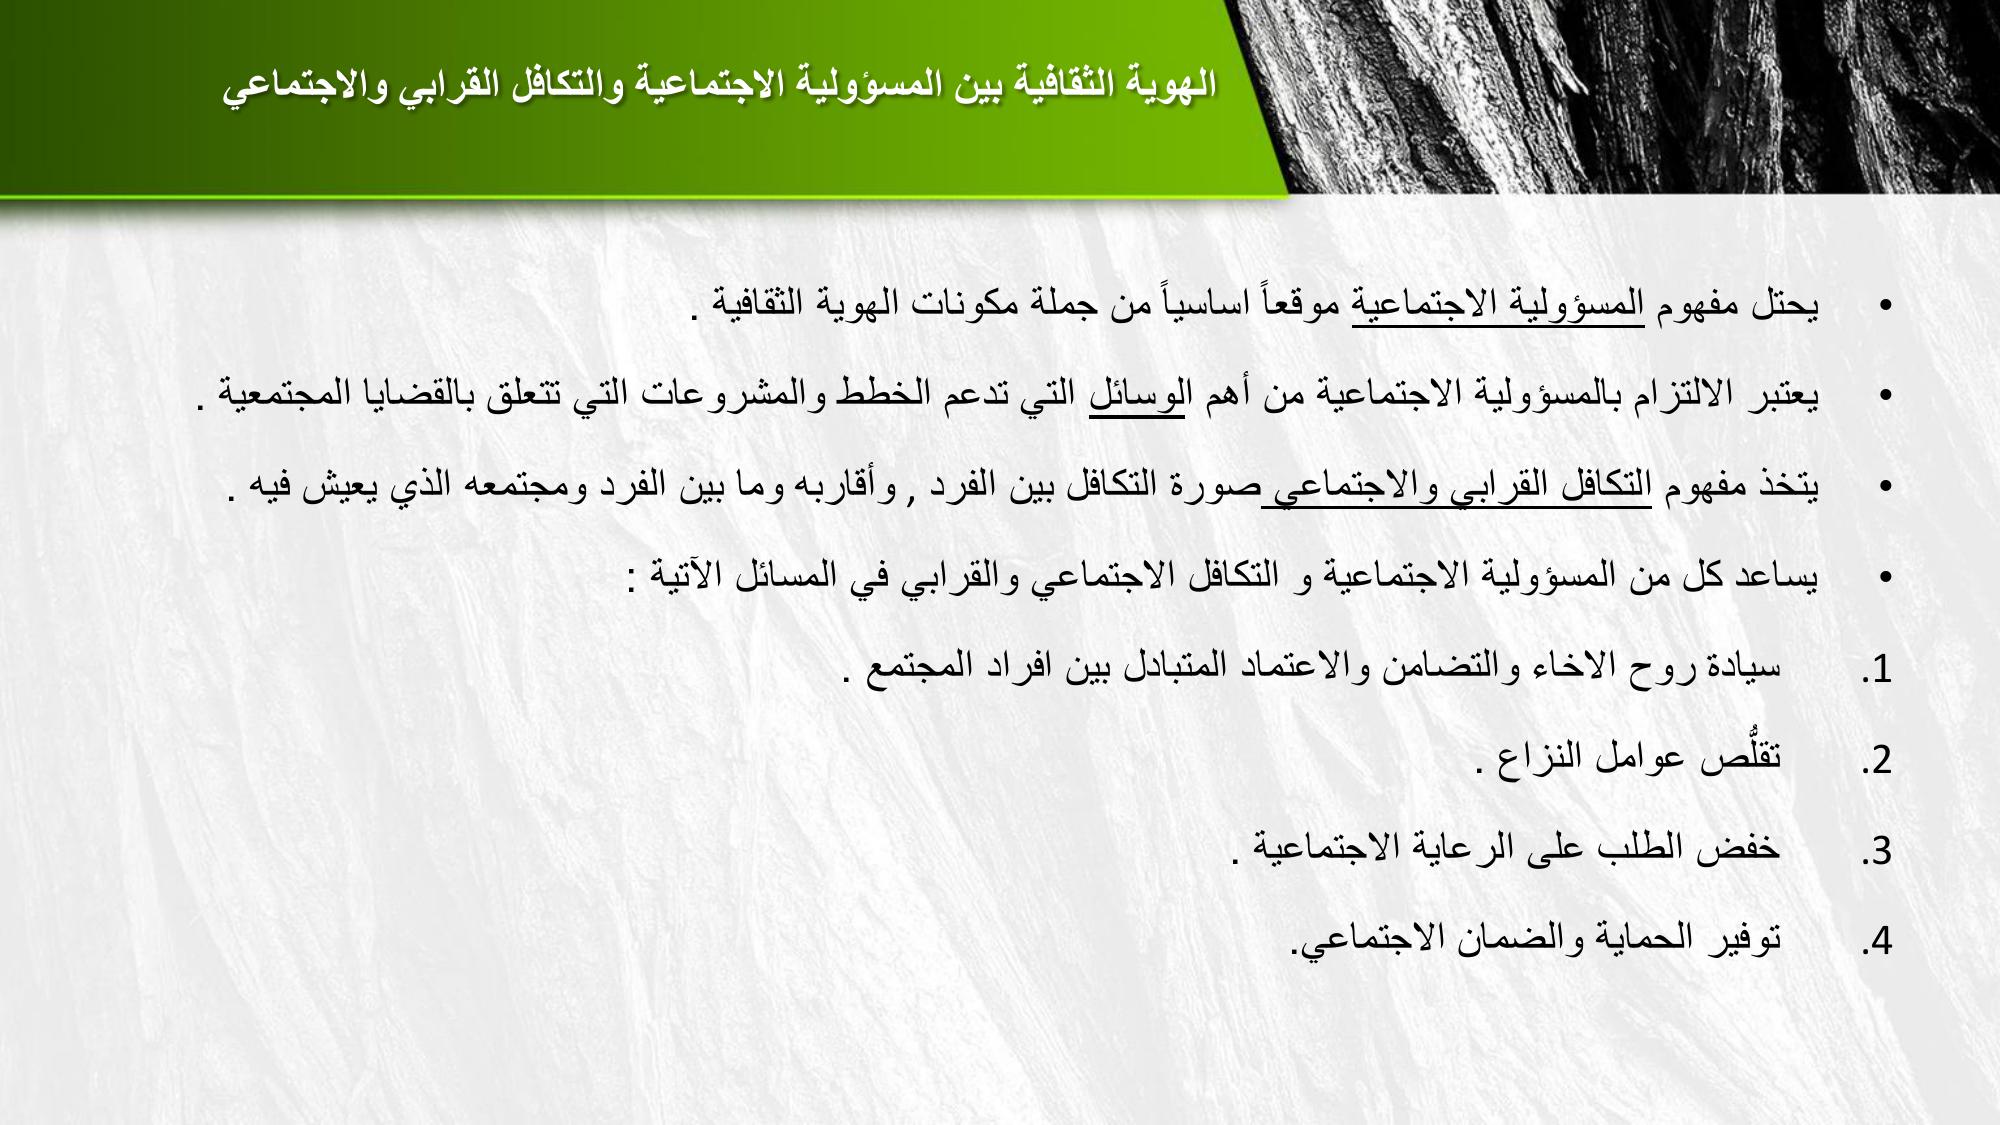 الهوية الثقافية بين المسؤولية الاجتماعية والتكافل القرابي والاجتماعي
• يحتل مفهوم المسؤولية الاجتماعية موقعاً اساسياً من جملة مكونات الهوية الثقافية .
• يعتبر الالتزام بالمسؤولية الاجتماعية من أهم الوسائل التي تدعم الخطط والمشروعات التي تتعلق بالقضايا المجتمعية .
• يتخذ مفهوم التكافل القرابي والاجتماعي صورة التكافل بين الفرد , وأقاربه وما بين الفرد ومجتمعه الذي يعيش فيه .
• يساعد كل من المسؤولية الاجتماعية و التكافل الاجتماعي والقرابي في المسائل الآتية :
1. سيادة روح الاخاء والتضامن والاعتماد المتبادل بين افراد المجتمع .
2. تقلُّص عوامل النزاع .
3. خفض الطلب على الرعاية الاجتماعية .
4. توفير الحماية والضمان الاجتماعي.